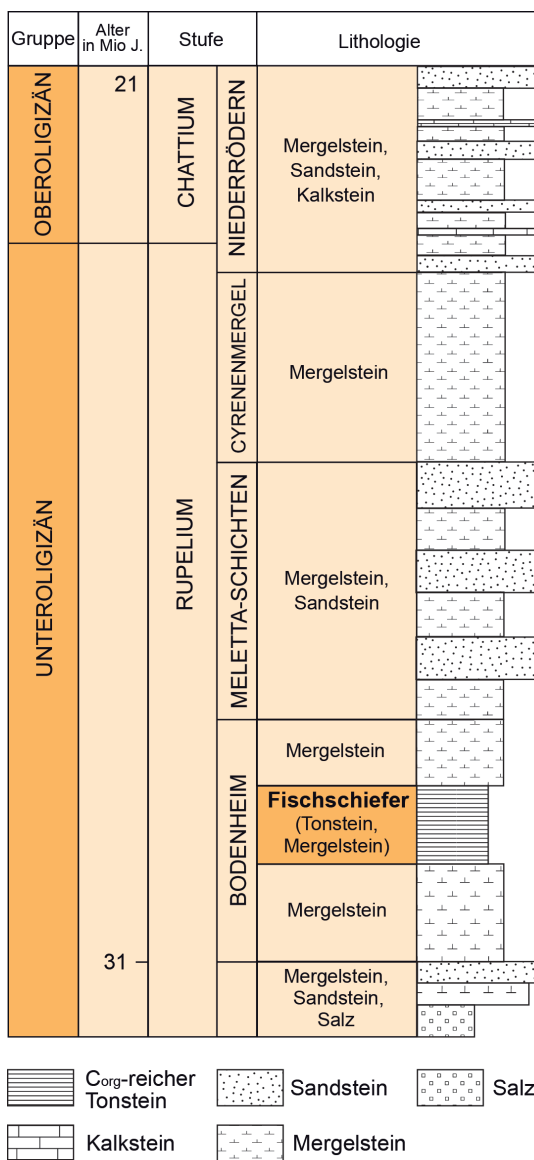 Gruppe
Alter
in Mio J.
Stufe
Lithologie
OBEROLIGIZÄN
21
CHATTIUM
NIEDERRÖDERN
Mergelstein,
Sandstein,
Kalkstein
UNTEROLIGIZÄN
RUPELIUM
CYRENENMERGEL
Mergelstein
MELETTA-SCHICHTEN
Mergelstein,
Sandstein
BODENHEIM
Mergelstein
Fischschiefer
(Tonstein,
Mergelstein)
Mergelstein
31
Mergelstein,
Sandstein,
Salz
Corg-reicher
Tonstein
Sandstein
Salz
Kalkstein
Mergelstein